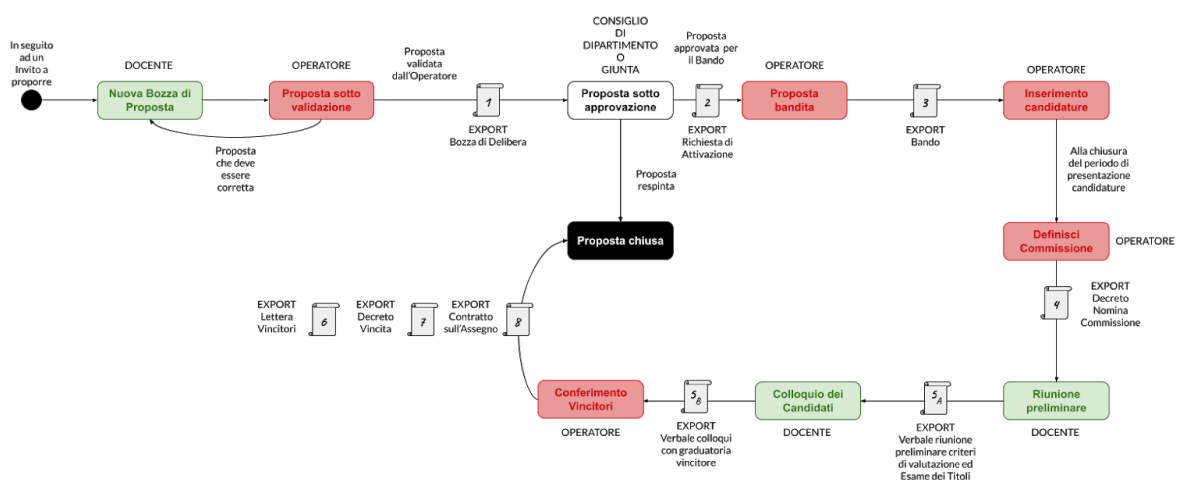 In seguito
ad un
Invito a
proporre
DOCENTE
Nuova Bozza di
Proposta
OPERATORE
Proposta sotto
validazione
Proposta
che deve
essere
corretta
Proposta
validata
dall'Operatore
1
EXPORT
Bozza di Delibera
CONSIGLIO
DI
DIPARTIMENTO
O
GIUNTA
Proposta sotto
approvazione
Proposta
approvata per
il Bando
2
EXPORT
Richiesta di
Attivazione
OPERATORE
Proposta
bandita
3
EXPORT
Bando
OPERATORE
Inserimento
candidature
Proposta
respinta
Alla chiusura
del periodo di
presentazione
candidature
Proposta chiusa
Definisci
Commissione
OPERATORE
4
EXPORT
Decreto
Nomina
Commissione
Riunione
preliminare
DOCENTE
5A
EXPORT
Verbale riunione
preliminare criteri
di valutazione ed
Esame dei Titoli
Colloquio dei
Candidati
DOCENTE
5B
EXPORT
Verbale colloqui
con graduatoria
vincitore
Conferimento
Vincitori
OPERATORE
EXPORT
Lettera
Vincitori
6
EXPORT
Decreto
Vincita
7
EXPORT
Contratto
sull'Assegno
8